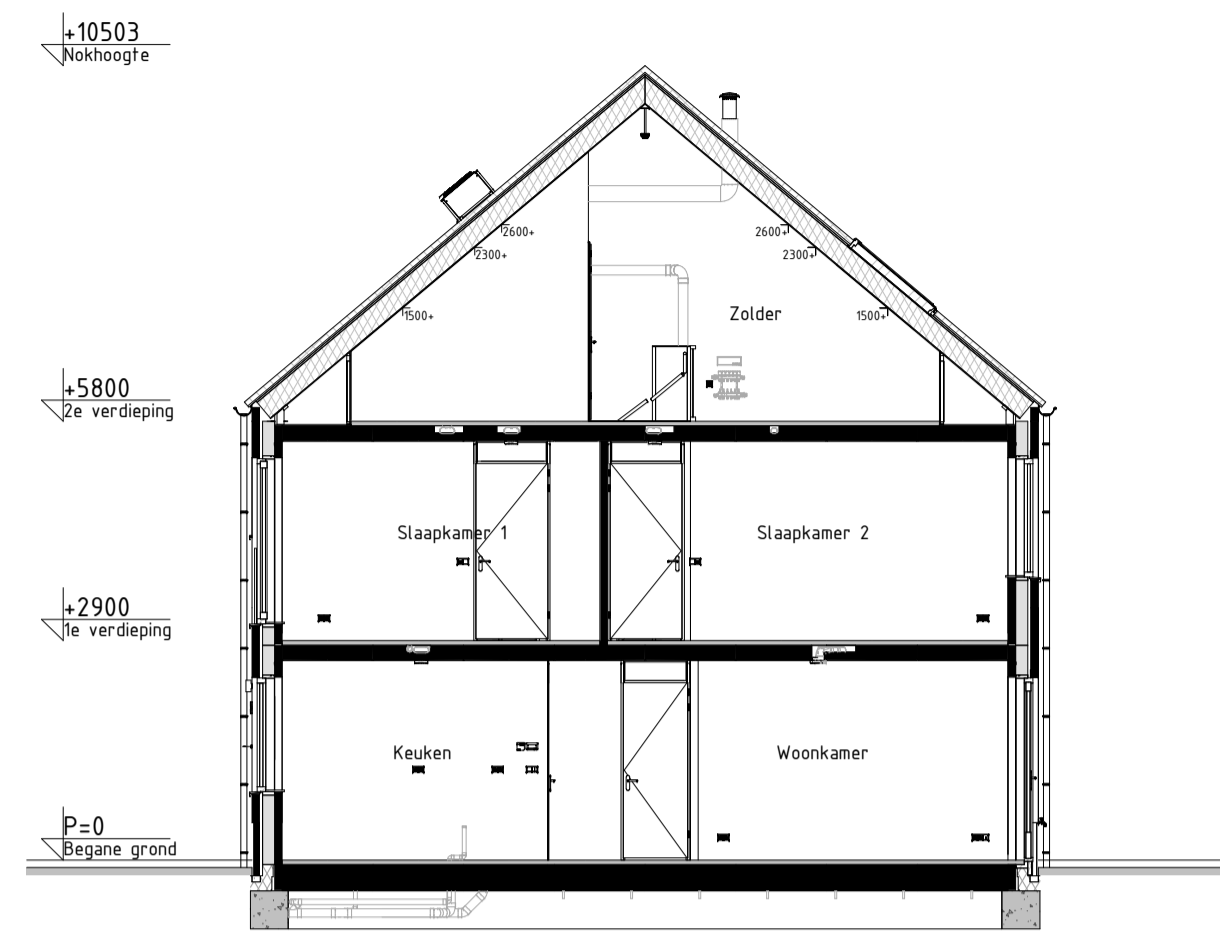 +10503
Nokhoogte
2600+
2600+
2300+
2300+
1500+
Zolder
1500+
+5800
2e verdieping
Slaapkamer 1
Slaapkamer 2
+2900
1e verdieping
Keuken
Woonkamer
P=0
Begane grond